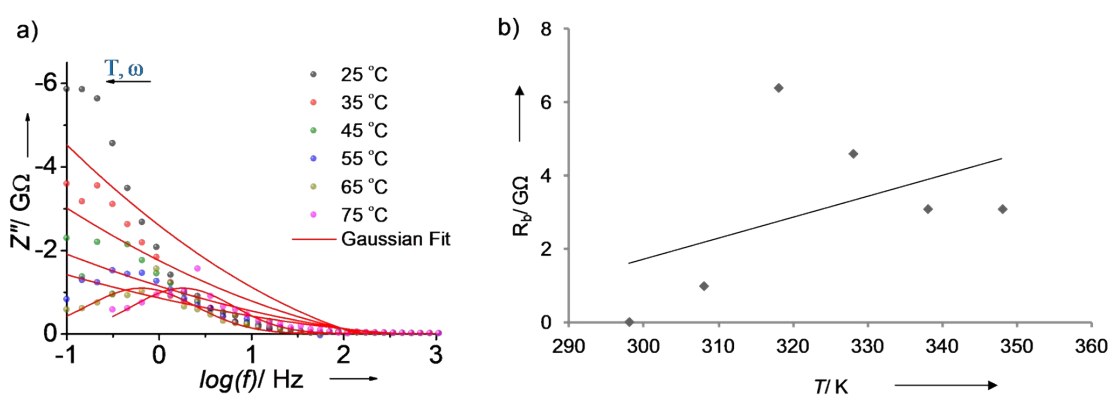 a)
T, ω
-6
-4
-2
0
Z''/ GΩ
25 °C
35 °C
45 °C
55 °C
65 °C
75 °C
Gaussian Fit
-1 0 1 2 3
log(f)/ Hz
b)
8
6
4
2
0
Rb/ GΩ
290 300 310 320 330 340 350 360
T/ K